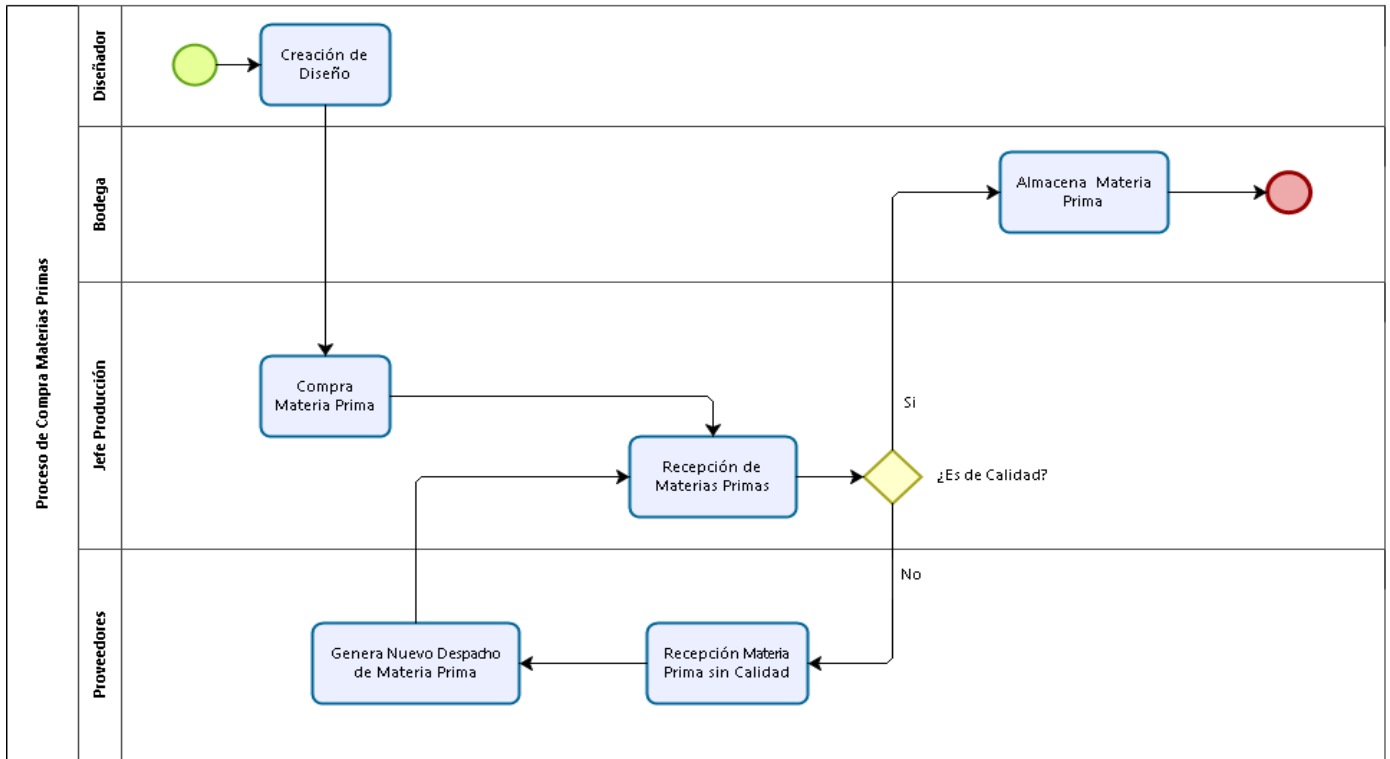 Proceso de Compra Materias Primas
Diseñador
Creación de
Diseño
Bodega
Almacena Materia
Prima
Jefe Producción
Compra
Materia Prima
Recepción de
Materias Primas
Si
¿Es de Calidad?
No
Proveedores
Genera Nuevo Despacho
de Materia Prima
Recepción Materia
Prima sin Calidad